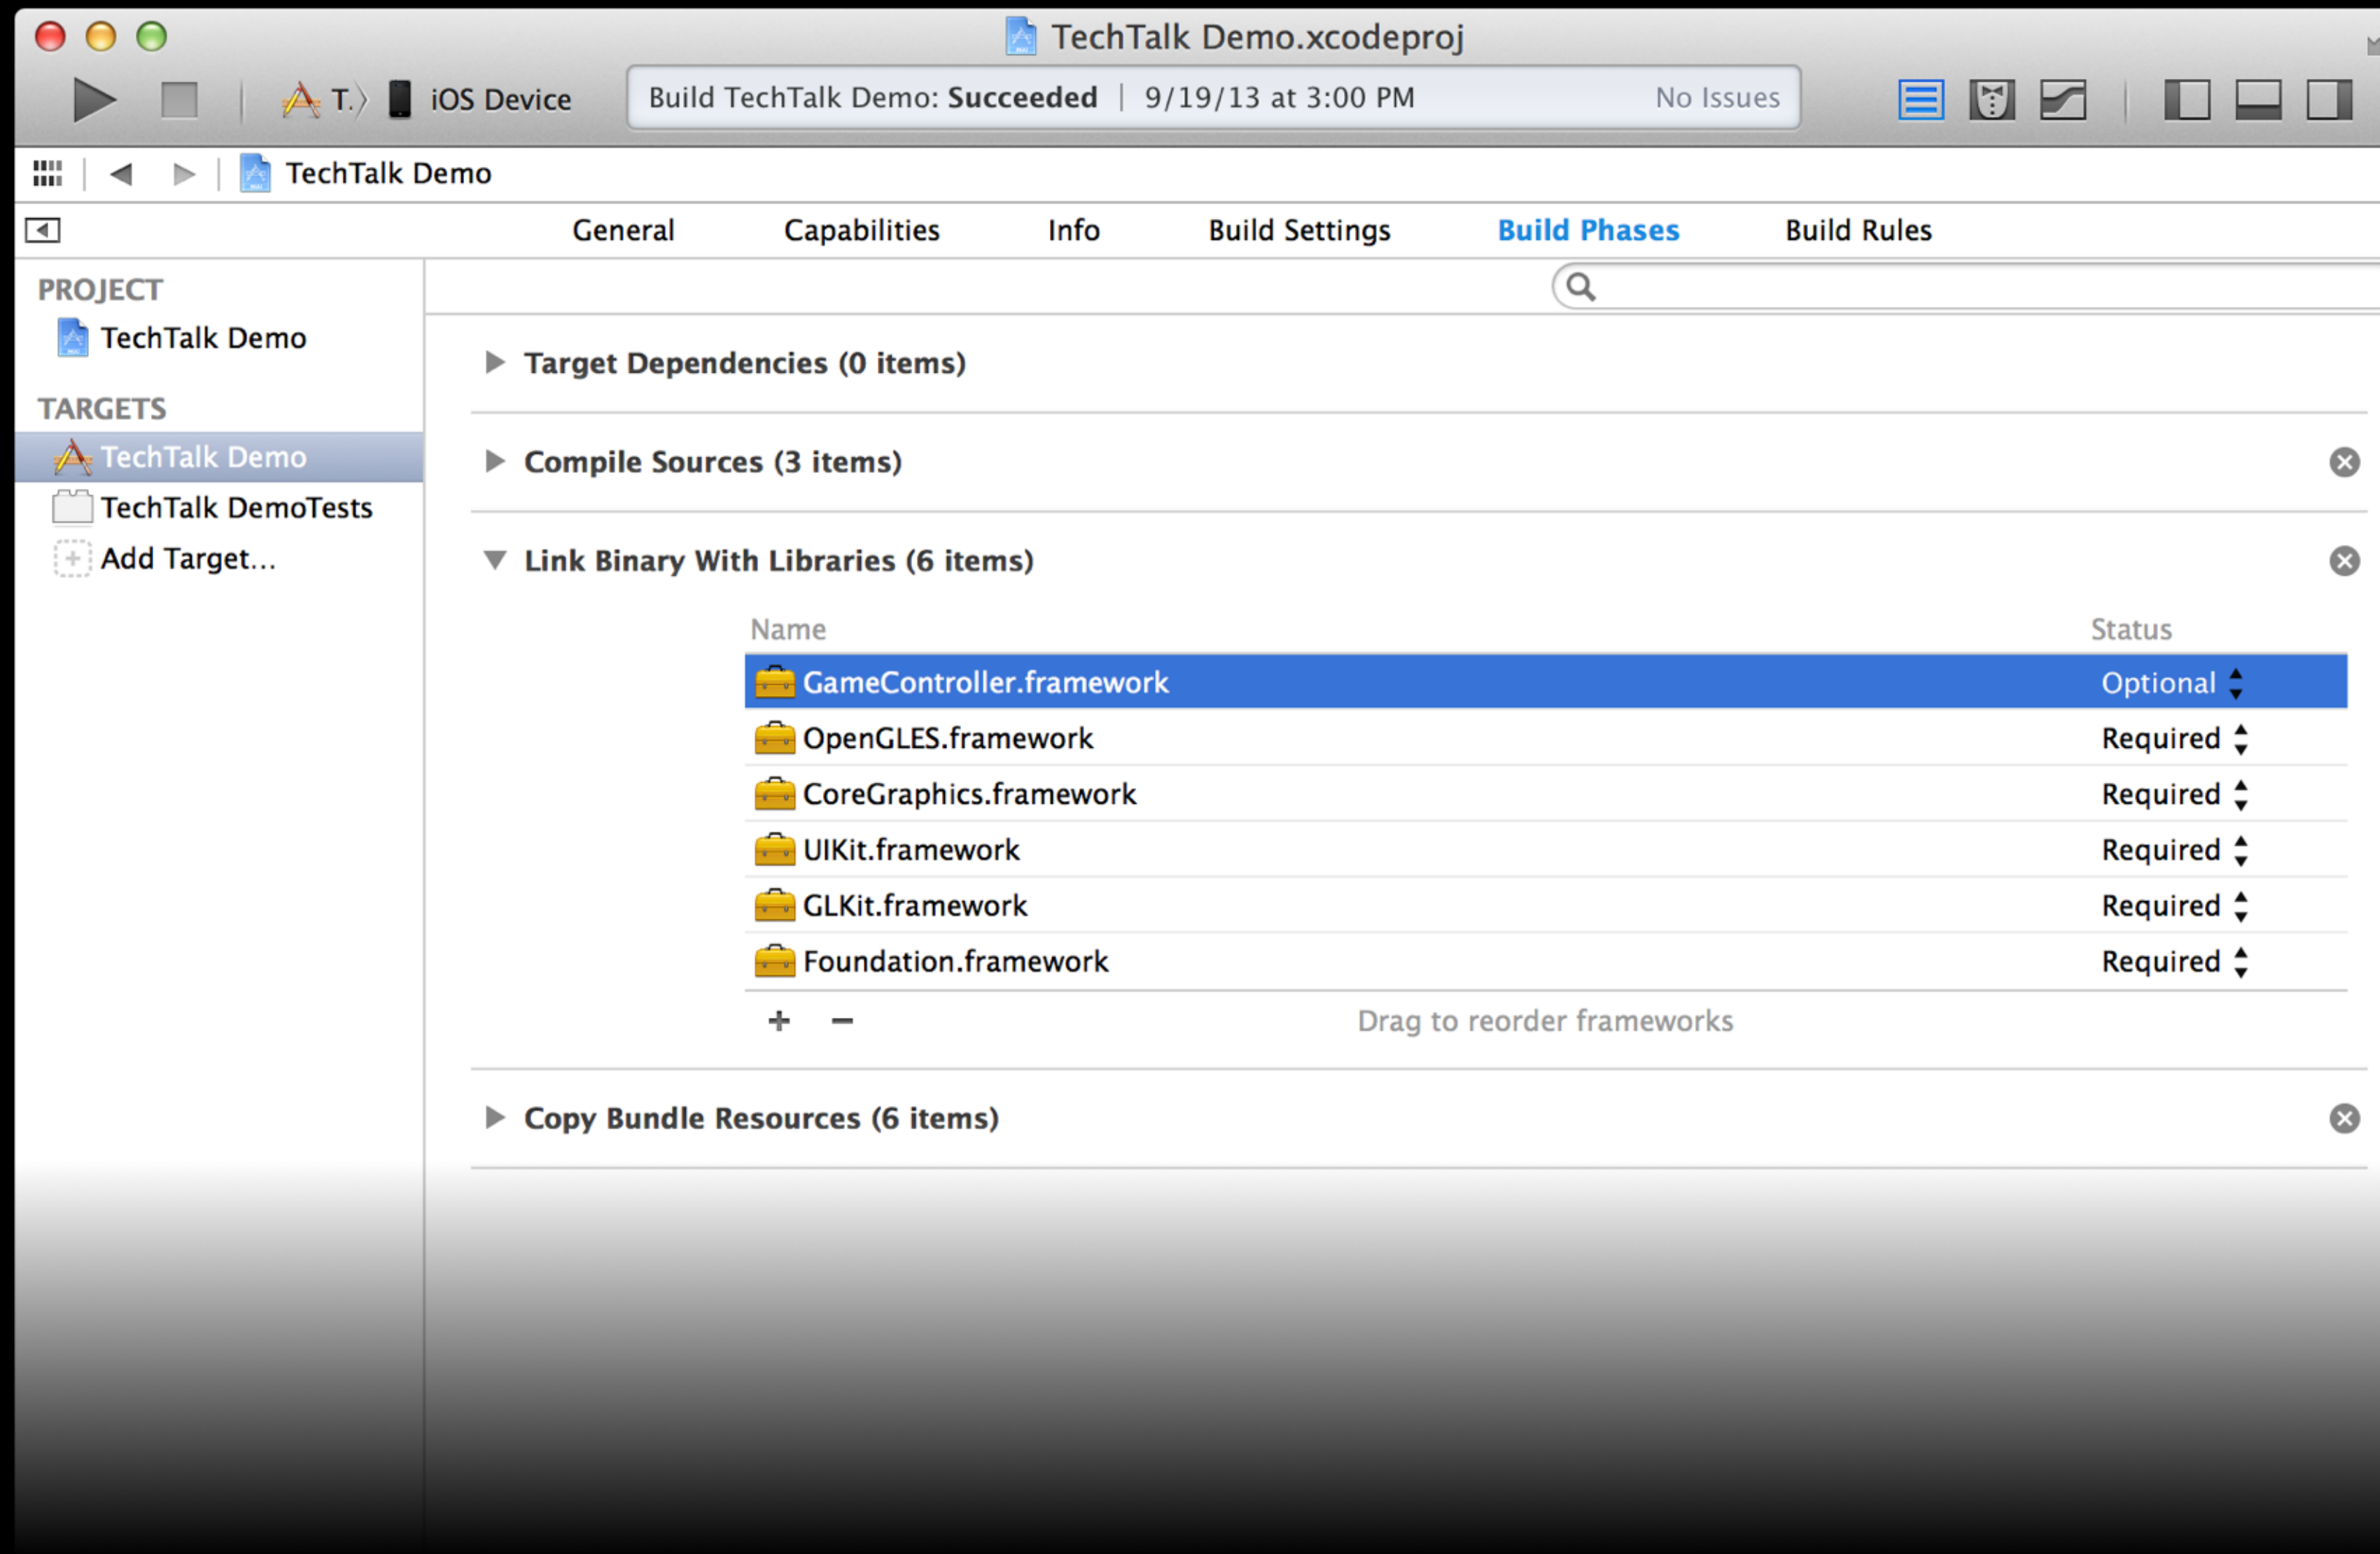 TechTalk Demo.xcodeproj
T. iOS Device Build TechTalk Demo: Succeeded | 9/19/13 at 3:00 PM No Issues
TechTalk Demo
General Capabilities Info Build Settings Build Phases Build Rules
PROJECT
TechTalk Demo
TARGETS
TechTalk Demo
TechTalk DemoTests
Add Target...
Target Dependencies (0 items)
Compile Sources (3 items)
Link Binary With Libraries (6 items)
Name Status
GameController.framework Optional
OpenGLES.framework Required
CoreGraphics.framework Required
UIKit.framework Required
GLKit.framework Required
Foundation.framework Required
+ − Drag to reorder frameworks
Copy Bundle Resources (6 items)